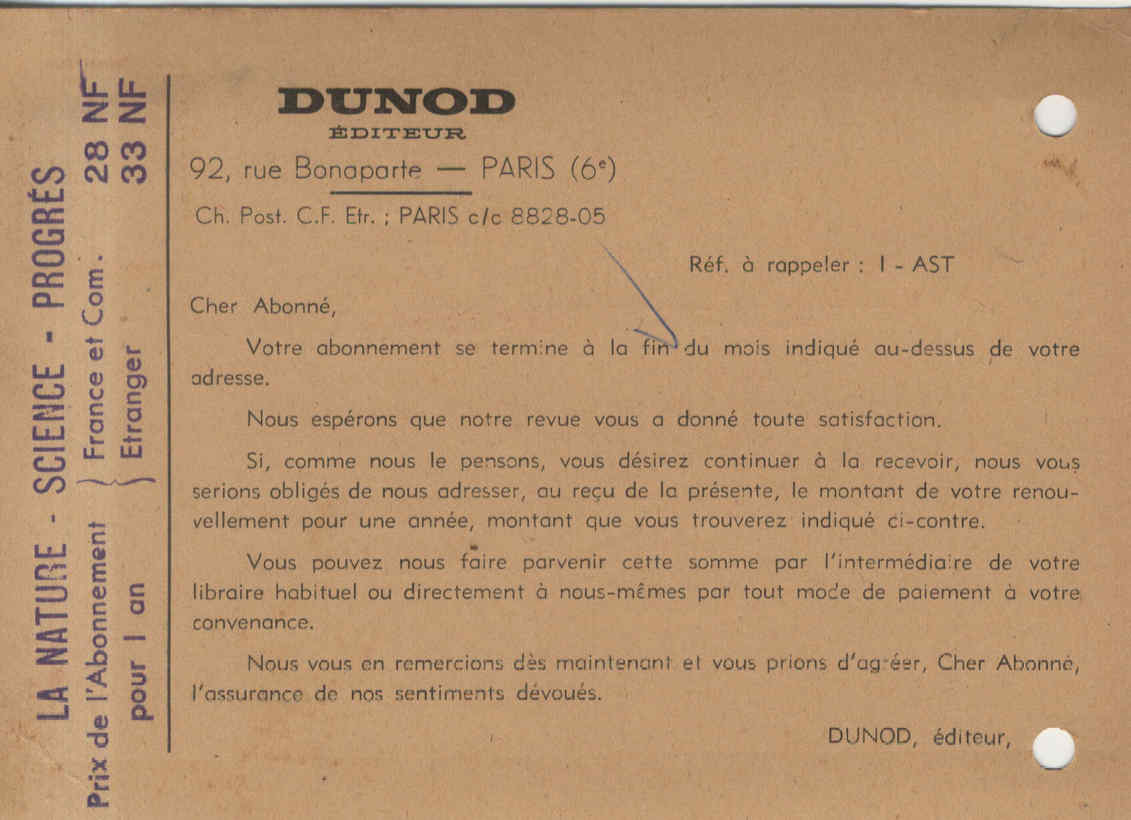 LA NATURE - SCIENCE - PROGRÉS
Prix de l'Abonnement } France et Com. 28 NF
pour 1 an } Etranger 33 NF
DUNOD
ÉDITEUR
92, rue Bonaparte — PARIS (6e)
Ch. Post. C.F. Etr. ; PARIS c/c 8828-05
Réf. à rappeler : I - AST
Cher Abonné,
Votre abonnement se termine à la fin du mois indiqué au-dessus de votre
adresse.
Nous espérons que notre revue vous a donné toute satisfaction.
Si, comme nous le pensons, vous désirez continuer à la recevoir, nous vous
serions obligés de nous adresser, au reçu de la présente, le montant de votre renou-
vellement pour une année, montant que vous trouverez indiqué ci-contre.
Vous pouvez nous faire parvenir cette somme par l'intermédiaire de votre
libraire habituel ou directement à nous-mêmes par tout mode de paiement à votre
convenance.
Nous vous en remercions dès maintenant et vous prions d'agréer, Cher Abonné,
l'assurance de nos sentiments dévoués.
DUNOD, éditeur,